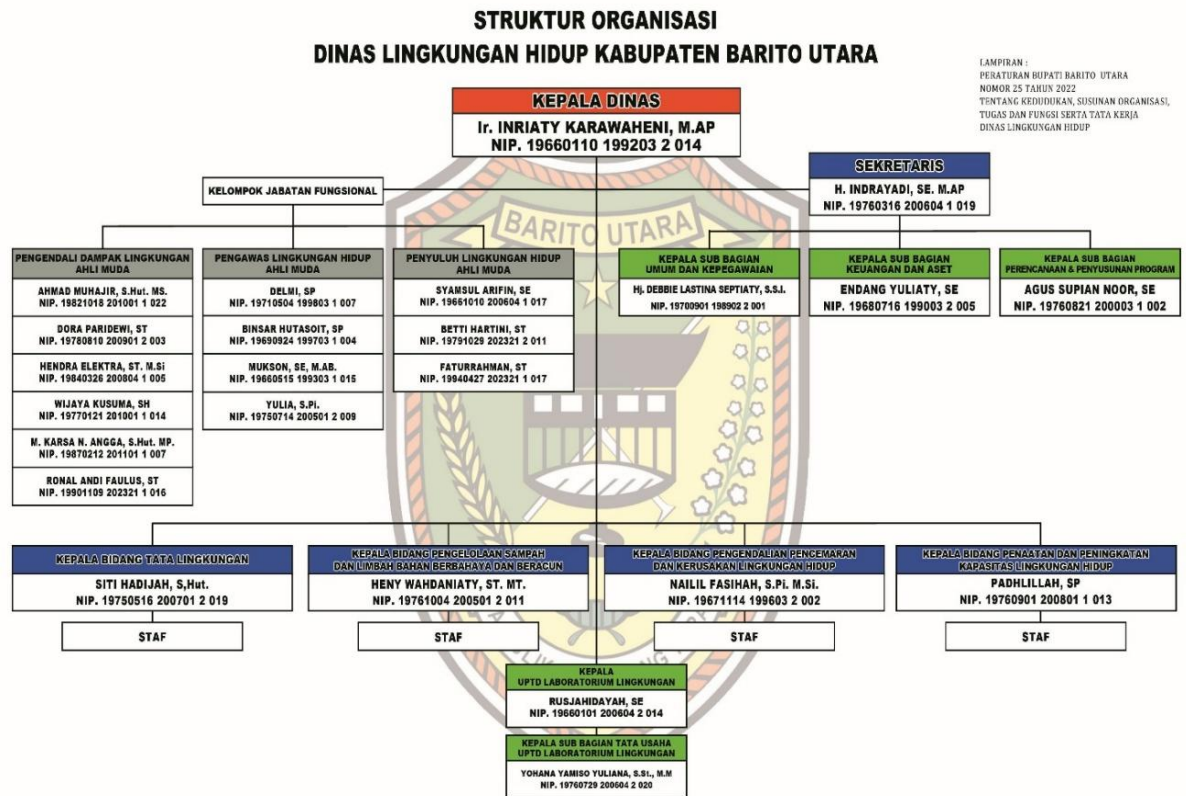 STRUKTUR ORGANISASI
DINAS LINGKUNGAN HIDUP KABUPATEN BARITO UTARA
LAMPIRAN :
PERATURAN BUPATI BARITO UTARA
NOMOR 25 TAHUN 2022
TENTANG KEDUDUKAN, SUSUNAN ORGANISASI,
TUGAS DAN FUNGSI SERTA TATA KERJA
DINAS LINGKUNGAN HIDUP
KEPALA DINAS
Ir. INRIATY KARAWAHENI, M.AP
NIP. 19660110 199203 2 014
SEKRETARIS
H. INDRAYADI, SE. M.AP
NIP. 19760316 200604 1 019
KELOMPOK JABATAN FUNGSIONAL
BARITO UTARA
PENGENDALI DAMPAK LINGKUNGAN
AHLI MUDA
AHMAD MUHAJIR, S.Hut. MS.
NIP. 19821018 201001 1 022
DORA PARIDEWI, ST
NIP. 19780810 200901 2 003
HENDRA ELEKTRA, ST. M.Si
NIP. 19840326 200804 1 005
WIJAYA KUSUMA, SH
NIP. 19770121 201001 1 014
M. KARSA N. ANGGA, S.Hut. MP.
NIP. 19870212 201101 1 007
RONAL ANDI FAULUS, ST
NIP. 19901109 202321 1 016
PENGAWAS LINGKUNGAN HIDUP
AHLI MUDA
DELMI, SP
NIP. 19710504 199803 1 007
BINSAR HUTASOIT, SP
NIP. 19690924 199703 1 004
MUKSON, SE, M.AB.
NIP. 19660515 199303 1 015
YULIA, S.Pi.
NIP. 19750714 200501 2 009
PENYULUH LINGKUNGAN HIDUP
AHLI MUDA
SYAMSUL ARIFIN, SE
NIP. 19661010 200604 1 017
BETTI HARTINI, ST
NIP. 19791029 202321 2 011
FATURRAHMAN, ST
NIP. 19940427 202321 1 017
KEPALA SUB BAGIAN
UMUM DAN KEPEGAWAIAN
Hj. DEBBIE LASTINA SEPTIATY, S.S.I.
NIP. 19700901 198902 2 001
KEPALA SUB BAGIAN
KEUANGAN DAN ASET
ENDANG YULIATY, SE
NIP. 19680716 199003 2 005
KEPALA SUB BAGIAN
PERENCANAAN & PENYUSUNAN PROGRAM
AGUS SUPIAN NOOR, SE
NIP. 19760821 200003 1 002
KEPALA BIDANG TATA LINGKUNGAN
SITI HADIJAH, S,Hut.
NIP. 19750516 200701 2 019
STAF
KEPALA BIDANG PENGELOLAAN SAMPAH
DAN LIMBAH BAHAN BERBAHAYA DAN BERACUN
HENY WAHDANIATY, ST. MT.
NIP. 19761004 200501 2 011
STAF
KEPALA BIDANG PENGENDALIAN PENCEMARAN
DAN KERUSAKAN LINGKUNGAN HIDUP
NAILIL FASIHAH, S.Pi. M.Si.
NIP. 19671114 199603 2 002
STAF
KEPALA BIDANG PENAATAN DAN PENINGKATAN
KAPASITAS LINGKUNGAN HIDUP
PADHLILLAH, SP
NIP. 19760901 200801 1 013
STAF
KEPALA
UPTD LABORATORIUM LINGKUNGAN
RUSJAHIDAYAH, SE
NIP. 19660101 200604 2 014
KEPALA SUB BAGIAN TATA USAHA
UPTD LABORATORIUM LINGKUNGAN
YOHANA YAMISO YULIANA, S.St., M.M
NIP. 19760729 200604 2 020